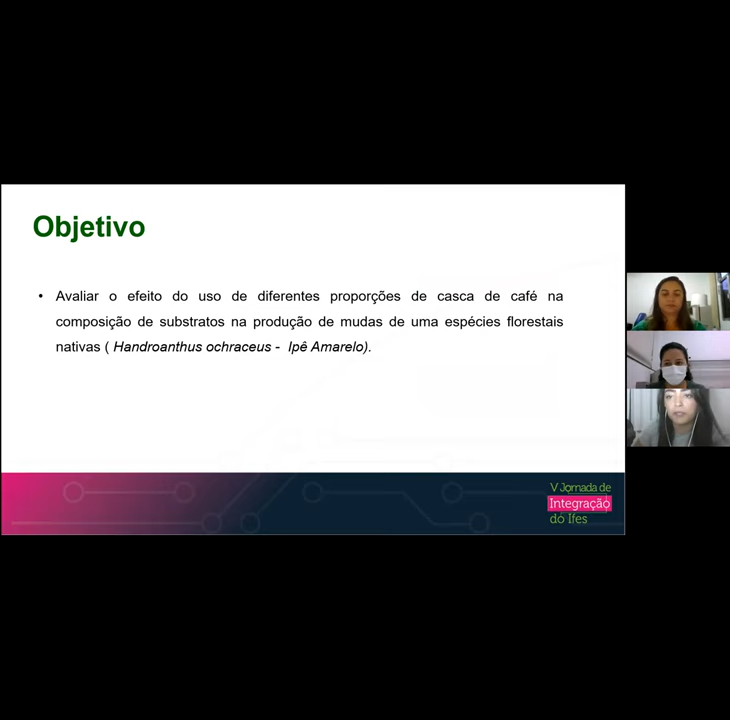 Objetivo
• Avaliar o efeito do uso de diferentes proporções de casca de café na
composição de substratos na produção de mudas de uma espécies florestais
nativas ( Handroanthus ochraceus - Ipê Amarelo).
V Jornada de
Integração
do Ifes